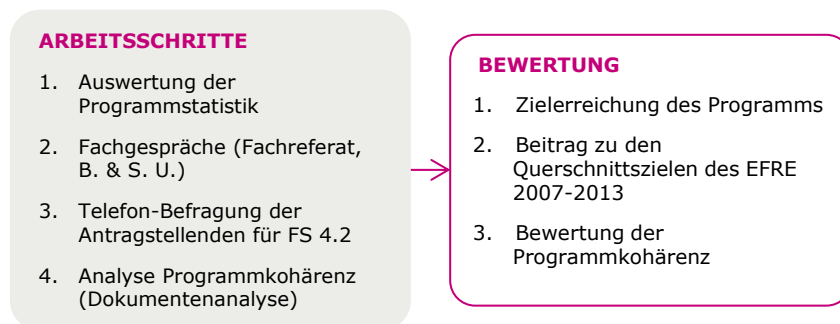 ARBEITSSCHRITTE
1. Auswertung der
Programmstatistik
2. Fachgespräche (Fachreferat,
B. & S. U.)
3. Telefon-Befragung der
Antragstellenden für FS 4.2
4. Analyse Programmkohärenz
(Dokumentenanalyse)
BEWERTUNG
1. Zielerreichung des Programms
2. Beitrag zu den
Querschnittszielen des EFRE
2007-2013
3. Bewertung der
Programmkohärenz